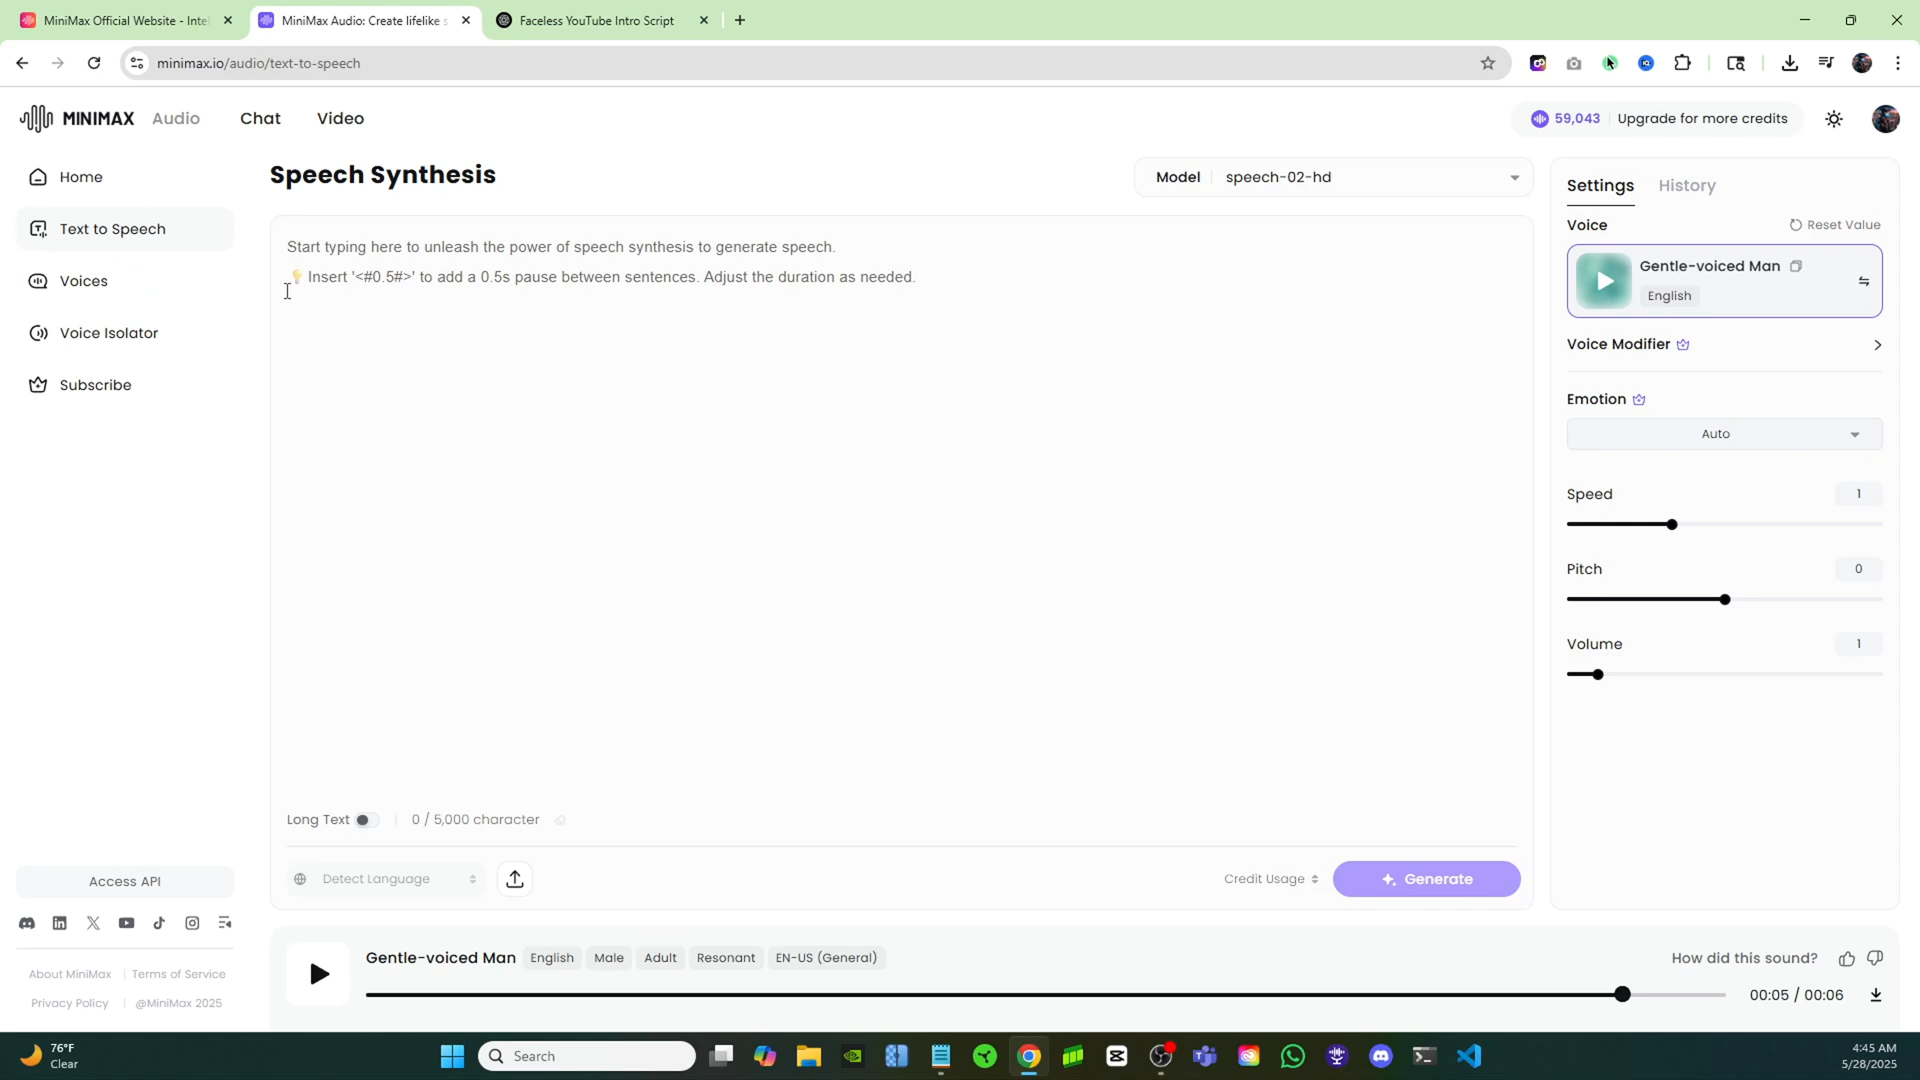 MiniMax Official Website - Intel
MiniMax Audio: Create lifelike s
Faceless YouTube Intro Script
minimax.io/audio/text-to-speech
MINIMAX Audio
Chat
Video
59,043
Upgrade for more credits
Home
Text to Speech
Voices
Voice Isolator
Subscribe
Access API
About MiniMax
Terms of Service
Privacy Policy
@MiniMax 2025
Speech Synthesis
Model
speech-02-hd
Start typing here to unleash the power of speech synthesis to generate speech.
Insert '<#0.5#>' to add a 0.5s pause between sentences. Adjust the duration as needed.
Long Text
0 / 5,000 character
Detect Language
Credit Usage
Generate
Settings
History
Voice
Reset Value
Gentle-voiced Man
English
Voice Modifier
Emotion
Auto
Speed
1
Pitch
0
Volume
1
Gentle-voiced Man
English
Male
Adult
Resonant
EN-US (General)
How did this sound?
00:05 / 00:06
76°F
Clear
Search
4:45 AM
5/28/2025